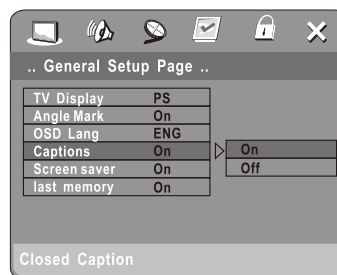 .. General Setup Page ..
TV Display PS
Angle Mark On
OSD Lang ENG
Captions On
On
Screen saver On
Off
last memory On
Closed Caption